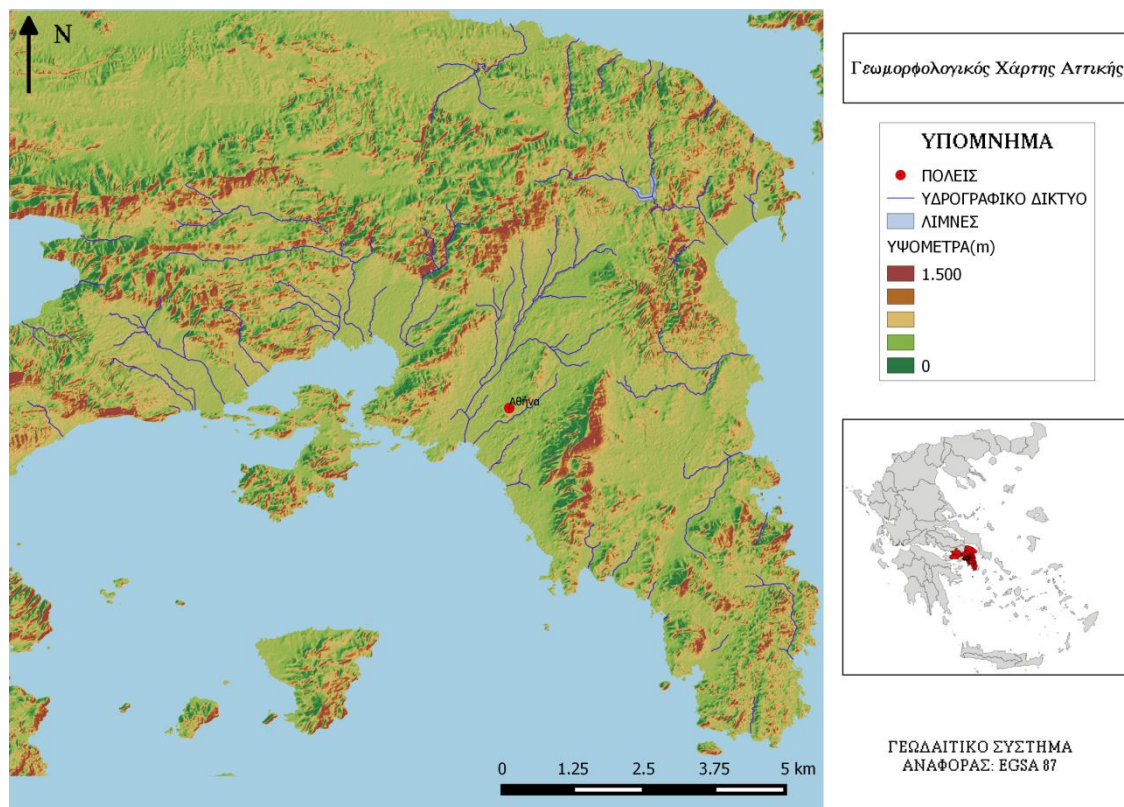 N
Αθήνα
0 1.25 2.5 3.75 5 km
Γεωμορφολογικός Χάρτης Αττικής
ΥΠΟΜΝΗΜΑ
ΠΟΛΕΙΣ
ΥΔΡΟΓΡΑΦΙΚΟ ΔΙΚΤΥΟ
ΛΙΜΝΕΣ
ΥΨΟΜΕΤΡΑ(m)
1.500
0
ΓΕΩΔΑΙΤΙΚΟ ΣΥΣΤΗΜΑ
ΑΝΑΦΟΡΑΣ: EGSA 87